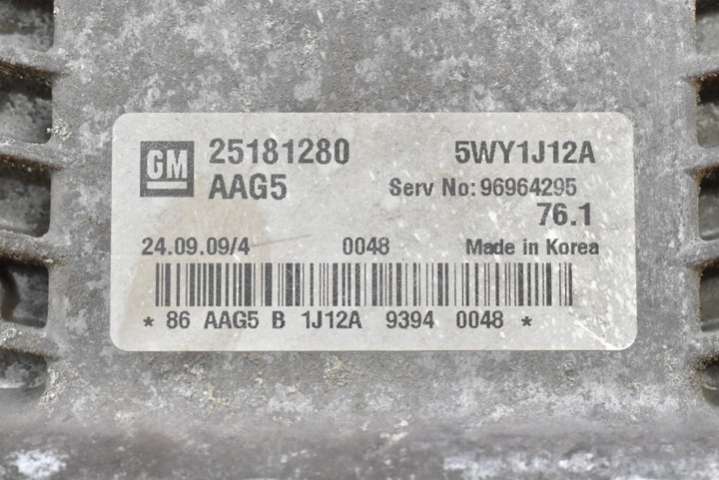 GM 25181280 5WY1J12A
AAG5 Serv No: 96964295
76.1
24.09.09/4 0048 Made in Korea
* 86 AAG5 B 1J12A 9394 0048 *